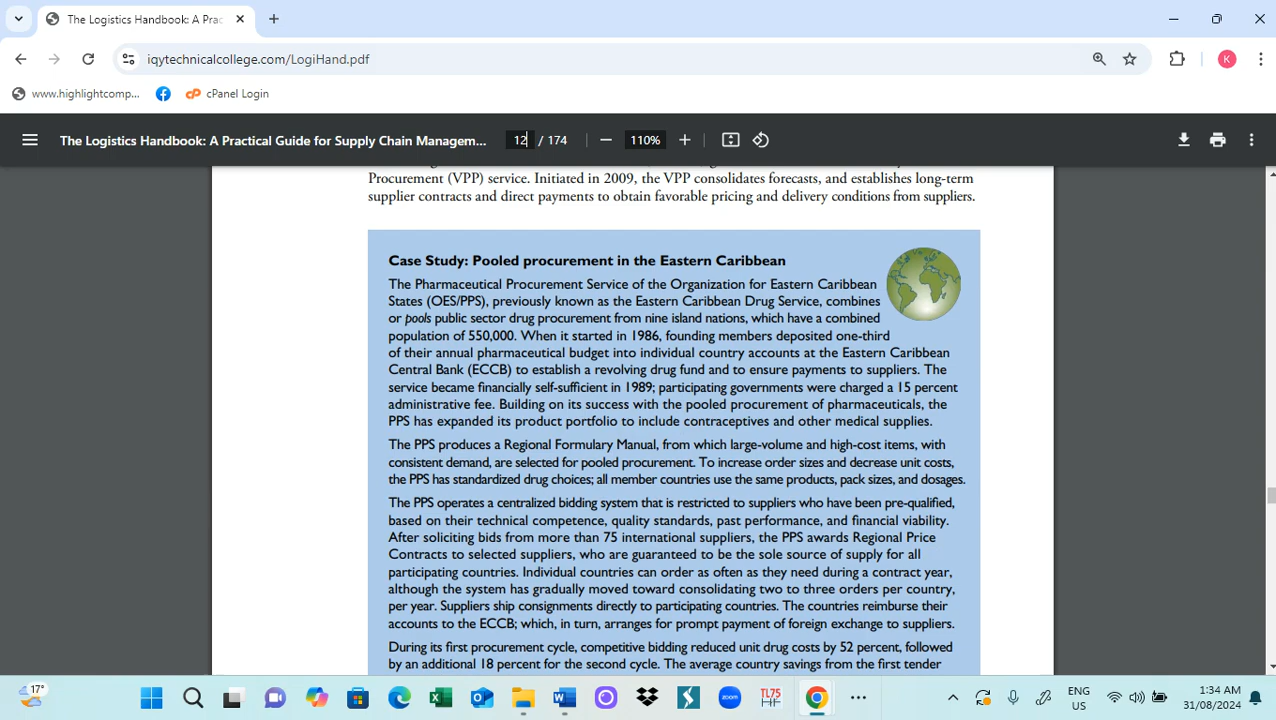 The Logistics Handbook: A Prac
iqytechnicalcollege.com/LogiHand.pdf
K
www.highlightcomp...
cPanel Login
The Logistics Handbook: A Practical Guide for Supply Chain Managem...
12 / 174
110%
Procurement (VPP) service. Initiated in 2009, the VPP consolidates forecasts, and establishes long-term
supplier contracts and direct payments to obtain favorable pricing and delivery conditions from suppliers.
Case Study: Pooled procurement in the Eastern Caribbean
The Pharmaceutical Procurement Service of the Organization for Eastern Caribbean
States (OES/PPS), previously known as the Eastern Caribbean Drug Service, combines
or pools public sector drug procurement from nine island nations, which have a combined
population of 550,000. When it started in 1986, founding members deposited one-third
of their annual pharmaceutical budget into individual country accounts at the Eastern Caribbean
Central Bank (ECCB) to establish a revolving drug fund and to ensure payments to suppliers. The
service became financially self-sufficient in 1989; participating governments were charged a 15 percent
administrative fee. Building on its success with the pooled procurement of pharmaceuticals, the
PPS has expanded its product portfolio to include contraceptives and other medical supplies.
The PPS produces a Regional Formulary Manual, from which large-volume and high-cost items, with
consistent demand, are selected for pooled procurement. To increase order sizes and decrease unit costs,
the PPS has standardized drug choices; all member countries use the same products, pack sizes, and dosages.
The PPS operates a centralized bidding system that is restricted to suppliers who have been pre-qualified,
based on their technical competence, quality standards, past performance, and financial viability.
After soliciting bids from more than 75 international suppliers, the PPS awards Regional Price
Contracts to selected suppliers, who are guaranteed to be the sole source of supply for all
participating countries. Individual countries can order as often as they need during a contract year,
although the system has gradually moved toward consolidating two to three orders per country,
per year. Suppliers ship consignments directly to participating countries. The countries reimburse their
accounts to the ECCB; which, in turn, arranges for prompt payment of foreign exchange to suppliers.
During its first procurement cycle, competitive bidding reduced unit drug costs by 52 percent, followed
by an additional 18 percent for the second cycle. The average country savings from the first tender
17°
zoom
TL75
ENG
US
1:34 AM
31/08/2024